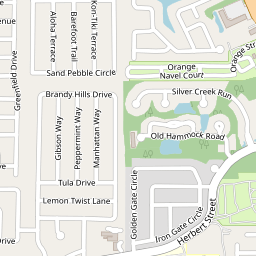 enue
Aloha Terrace
Barefoot Trail
Kon-Tiki Terrace
Greenfield Drive
Sand Pebble Circle
Orange
Navel Court
Orange St
Brandy Hills Drive
Silver Creek Run
Gibson Way
Peppermint Way
Manhattan Way
Old Hammock Road
Tula Drive
Lemon Twist Lane
Golden Gate Circle
Iron Gate Circle
Herbert Street
Drive